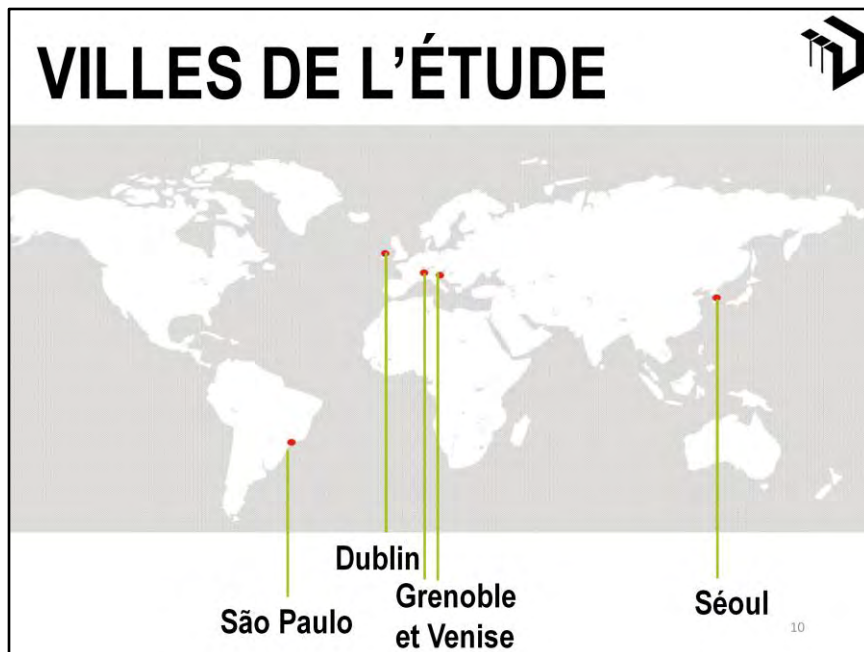 VILLES DE L'ÉTUDE
Dublin
Grenoble
et Venise
São Paulo
Séoul
10